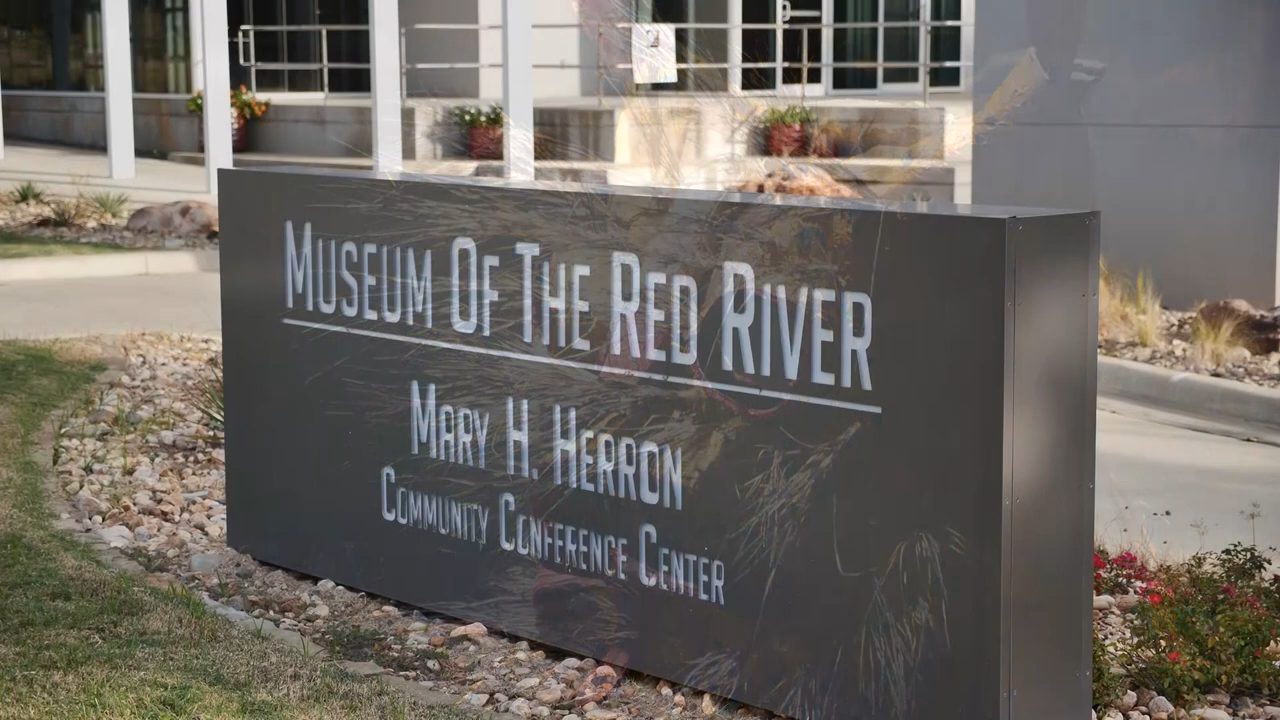 Museum Of The Red River
Mary H. Herron
Community Conference Center